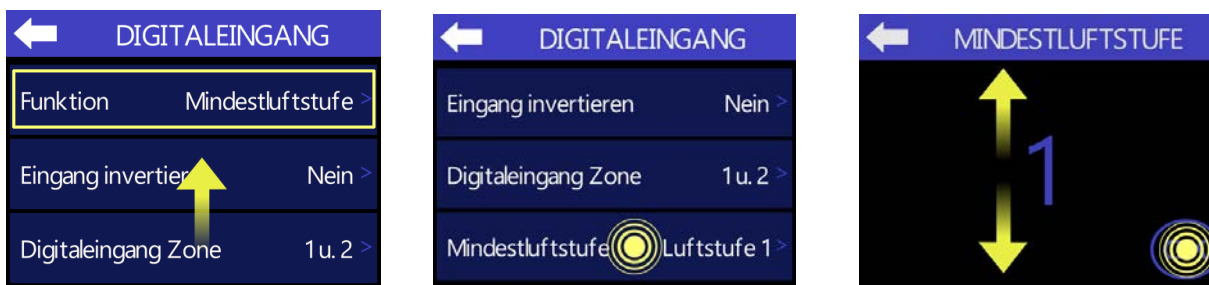 DIGITALEINGANG
Funktion Mindestluftstufe >
Eingang invertier Nein >
Digitaleingang Zone 1 u. 2 >
DIGITALEINGANG
Eingang invertieren Nein >
Digitaleingang Zone 1 u. 2 >
Mindestluftstufe Luftstufe 1 >
MINDESTLUFTSTUFE
1